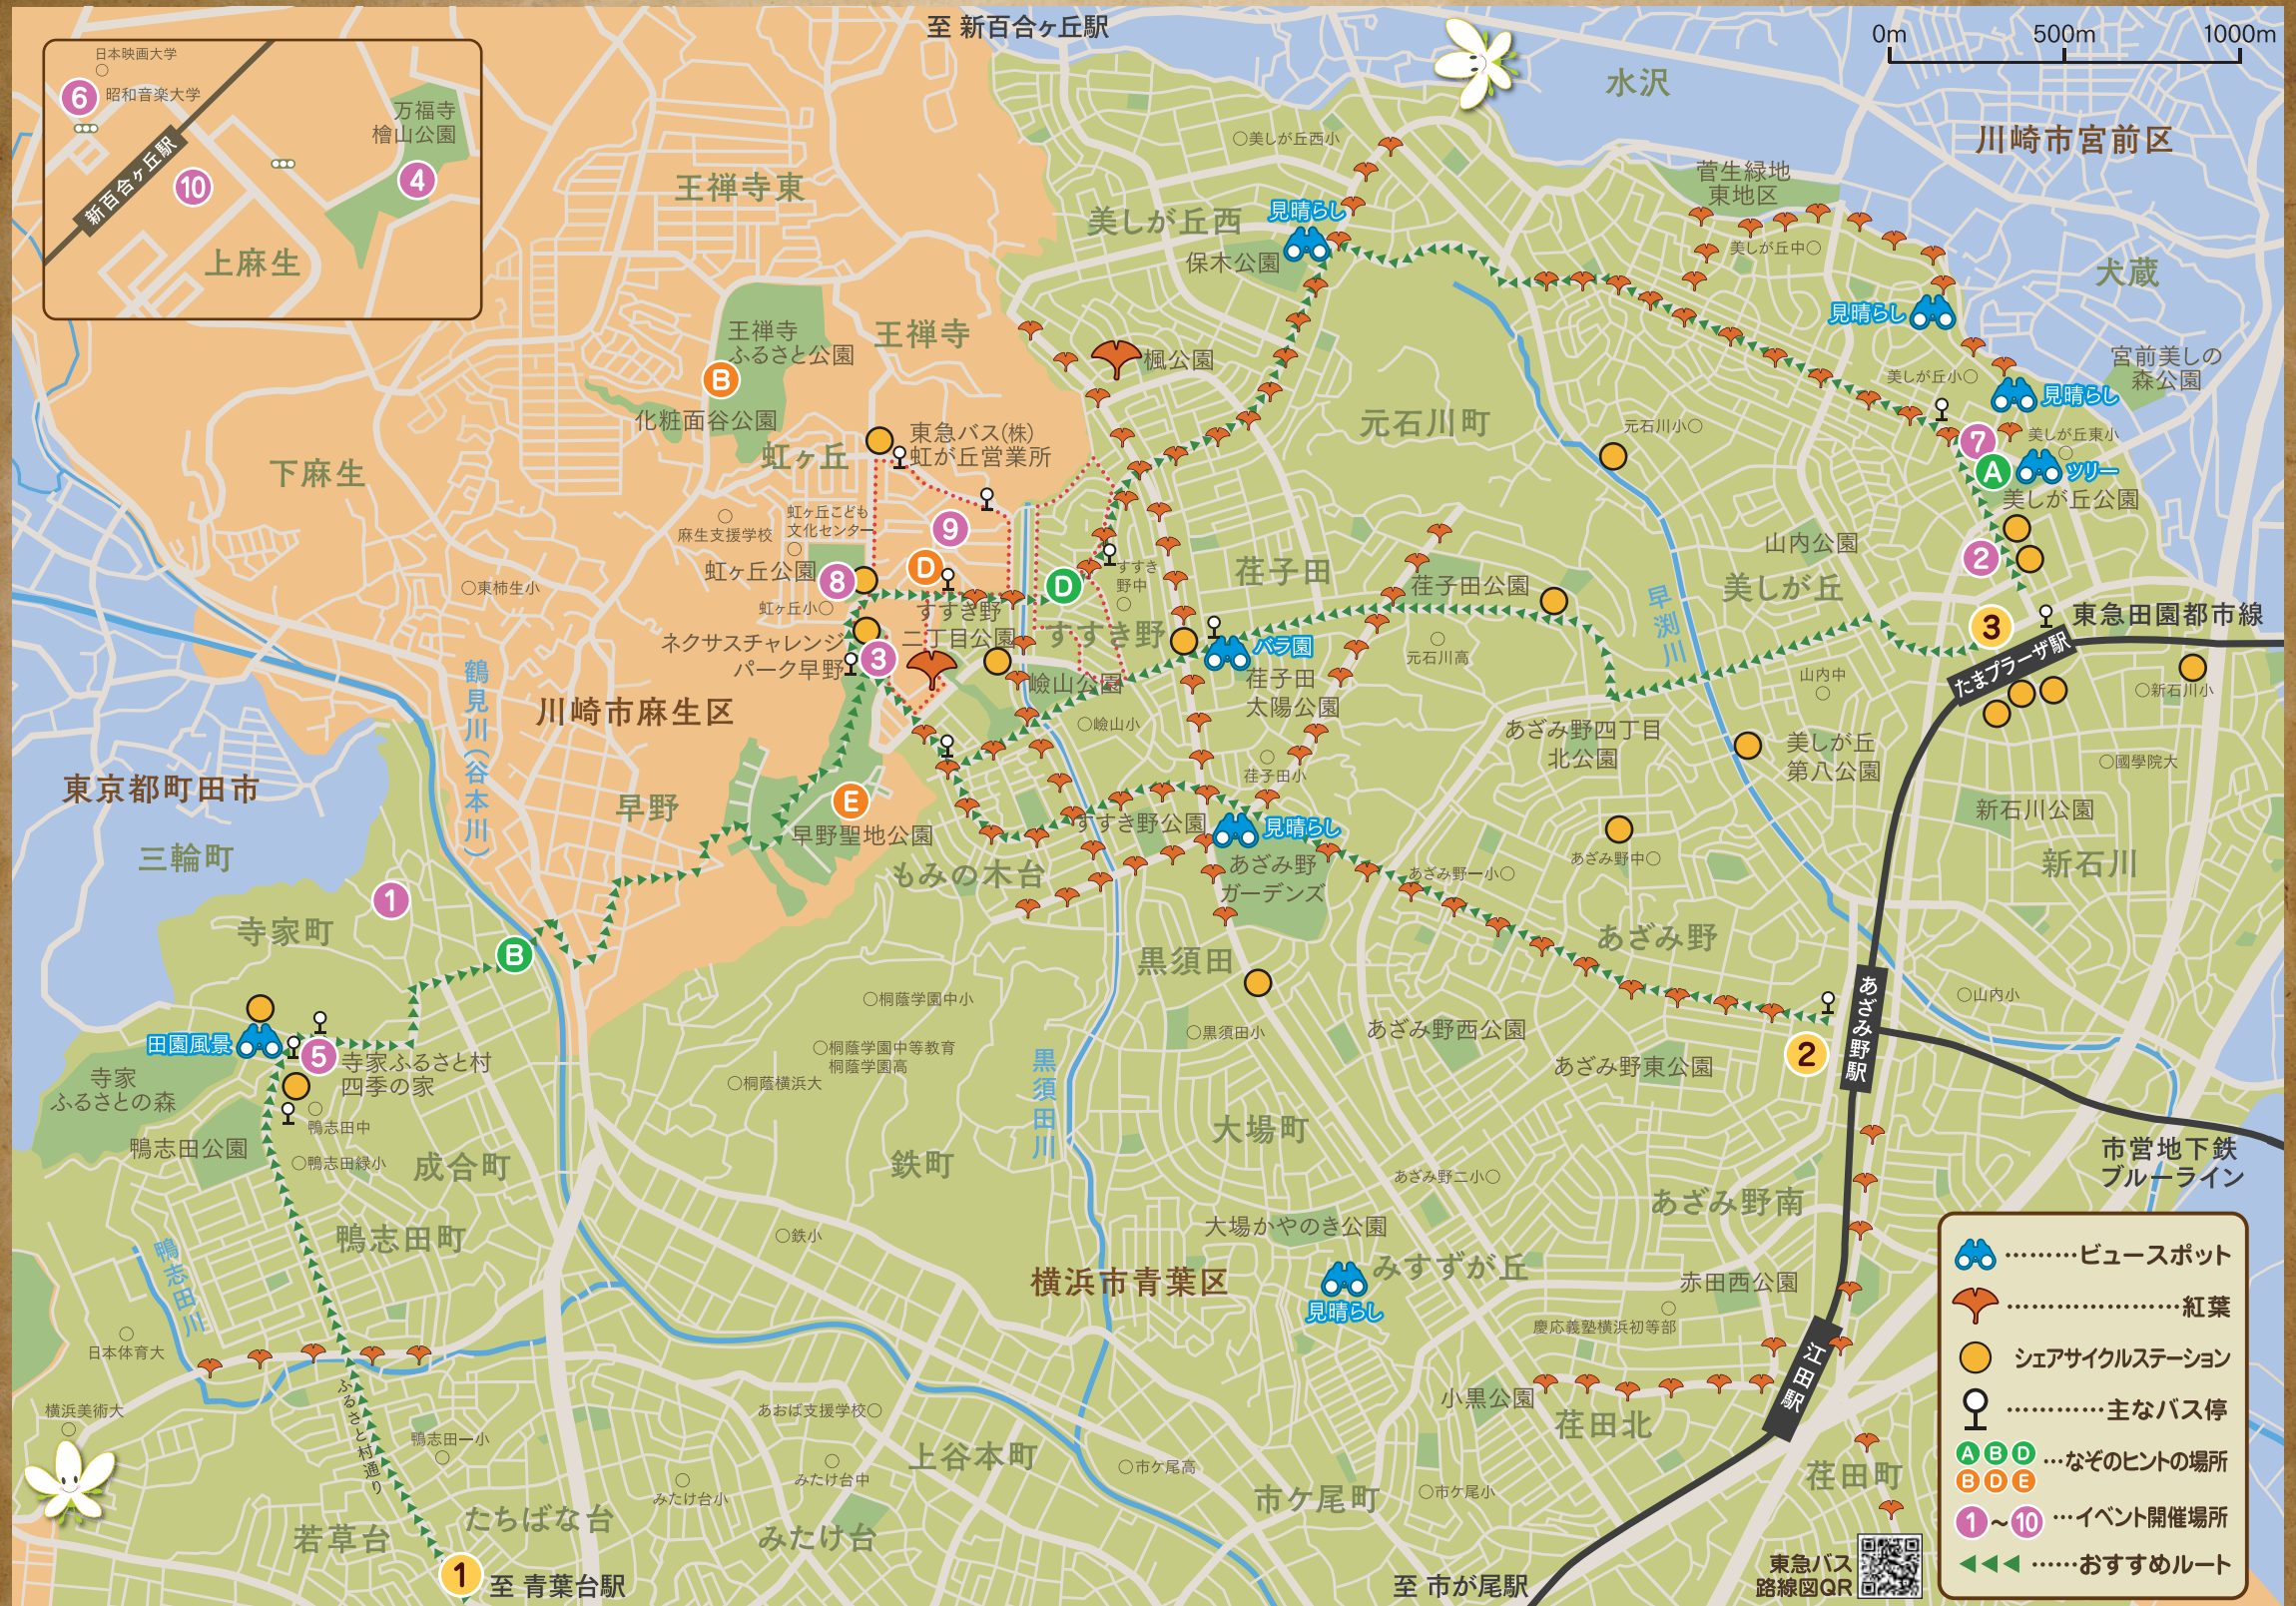 至 新百合ヶ丘駅
0m 500m 1000m
日本映画大学
6
昭和音楽大学
万福寺
檜山公園
4
新百合ヶ丘駅
10
上麻生
水沢
川崎市宮前区
美しが丘西小
菅生緑地
東地区
王禅寺東
美しが丘西
見晴らし
保木公園
美しが丘中
犬蔵
見晴らし
王禅寺
ふるさと公園
王禅寺
楓公園
宮前美しの
森公園
B
美しが丘小
見晴らし
化粧面谷公園
元石川町
元石川小
東急バス(株)
虹が丘営業所
7
美しが丘東小
虹ヶ丘
下麻生
A
ツリー
美しが丘公園
虹ヶ丘こども
文化センター
麻生支援学校
9
山内公園
2
すすき
野中
荏子田
虹ヶ丘公園
8
D
D
荏子田公園
美しが丘
東柿生小
虹ヶ丘小
早渕川
東急田園都市線
すすき野
二丁目公園
すすき野
3
ネクサスチャレンジ
パーク早野
3
バラ園
元石川高
たまプラーザ駅
鶴見川(谷本川)
嶮山公園
荏子田
太陽公園
山内中
新石川小
川崎市麻生区
嶮山小
あざみ野四丁目
北公園
美しが丘
第八公園
國學院大
東京都町田市
荏子田小
早野
E
早野聖地公園
すすき野公園
見晴らし
新石川公園
三輪町
もみの木台
あざみ野
ガーデンズ
あざみ野一小
あざみ野中
新石川
1
寺家町
B
黒須田
あざみ野
桐蔭学園中小
山内小
田園風景
5
寺家ふるさと村
四季の家
桐蔭学園中等教育
桐蔭学園高
桐蔭横浜大
黒須田小
あざみ野西公園
あざみ野東公園
2
あざみ野駅
寺家
ふるさとの森
黒須田川
鴨志田中
鴨志田公園
鴨志田緑小
成合町
鉄町
大場町
市営地下鉄
ブルーライン
あざみ野二小
あざみ野南
鴨志田町
鉄小
大場かやのき公園
鴨志田川
横浜市青葉区
みすずが丘
見晴らし
赤田西公園
慶応義塾横浜初等部
日本体育大
江田駅
ふるさと村通り
小黒公園
荏田北
横浜美術大
あおば支援学校
鴨志田一小
上谷本町
みたけ台中
みたけ台小
市ケ尾高
市ケ尾町
市ケ尾小
荏田町
たちばな台
若草台
みたけ台
1
至 青葉台駅
至 市が尾駅
東急バス
路線図QR
………ビュースポット
…………………紅葉
シェアサイクルステーション
…………主なバス停
A B D
B D E
…なぞのヒントの場所
1～10 …イベント開催場所
……おすすめルート